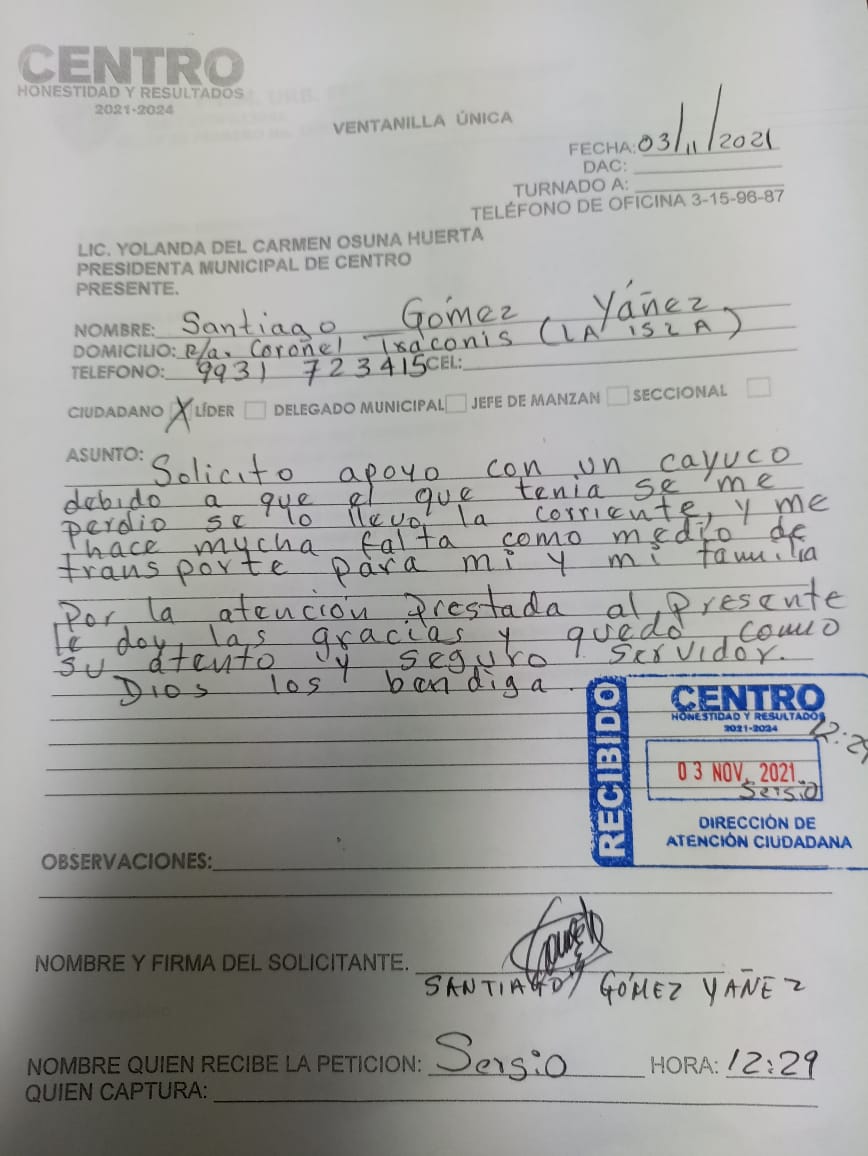 CENTRO
HONESTIDAD Y RESULTADOS
2021-2024
VENTANILLA ÚNICA
FECHA: 03/11/2021
DAC:
TURNADO A:
TELÉFONO DE OFICINA 3-15-96-87
LIC. YOLANDA DEL CARMEN OSUNA HUERTA
PRESIDENTA MUNICIPAL DE CENTRO
PRESENTE.
NOMBRE: Santiago Gómez Yáñez
DOMICILIO: R/a. Coroñel Traconis (LA ISLA)
TELEFONO: 9931 723415 CEL:
CIUDADANO X LÍDER DELEGADO MUNICIPAL JEFE DE MANZAN SECCIONAL
ASUNTO: Solicito apoyo con un cayuco
debido a que el que tenia se me
perdio se lo llevo, la corriente, y me
hace mycha falta como medio de
transporte para mi y mi familia
Por la atención Prestada al Presente
le doy las gracias y quedo como
su atento y seguro servidor.
Dios los bendiga.
RECIBIDO
CENTRO
HONESTIDAD Y RESULTADOS
2021-2024
12:29
03 NOV. 2021
Sergio
DIRECCIÓN DE
ATENCIÓN CIUDADANA
OBSERVACIONES:
NOMBRE Y FIRMA DEL SOLICITANTE.
SANTIAGO GÓMEZ YAÑEZ
NOMBRE QUIEN RECIBE LA PETICION: Sergio HORA: 12:29
QUIEN CAPTURA: